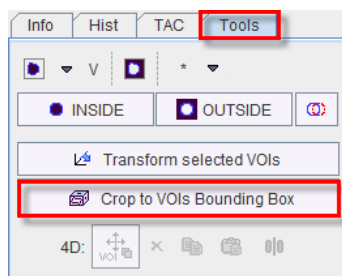 Info Hist TAC Tools
V *
INSIDE OUTSIDE
Transform selected VOIs
Crop to VOIs Bounding Box
4D: voi